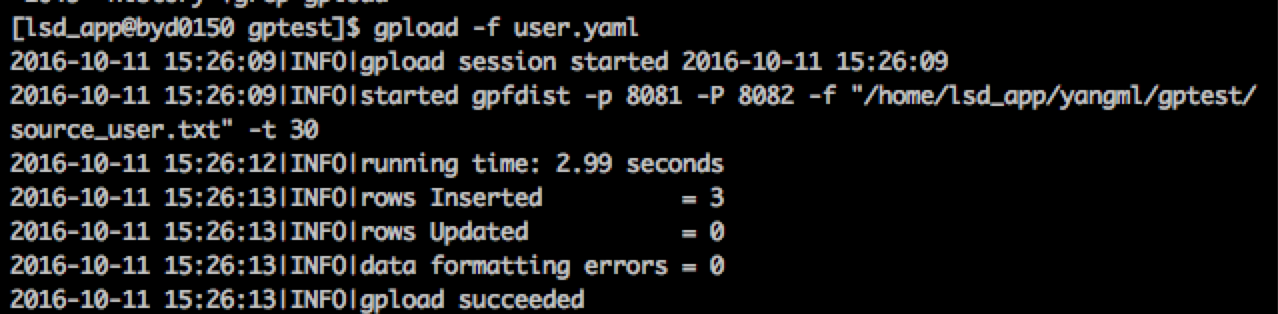 [lsd_app@byd0150 gptest]$ gpload -f user.yaml
2016-10-11 15:26:09|INFO|gpload session started 2016-10-11 15:26:09
2016-10-11 15:26:09|INFO|started gpfdist -p 8081 -P 8082 -f "/home/lsd_app/yangml/gptest/
source_user.txt" -t 30
2016-10-11 15:26:12|INFO|running time: 2.99 seconds
2016-10-11 15:26:13|INFO|rows Inserted          = 3
2016-10-11 15:26:13|INFO|rows Updated           = 0
2016-10-11 15:26:13|INFO|data formatting errors = 0
2016-10-11 15:26:13|INFO|gpload succeeded